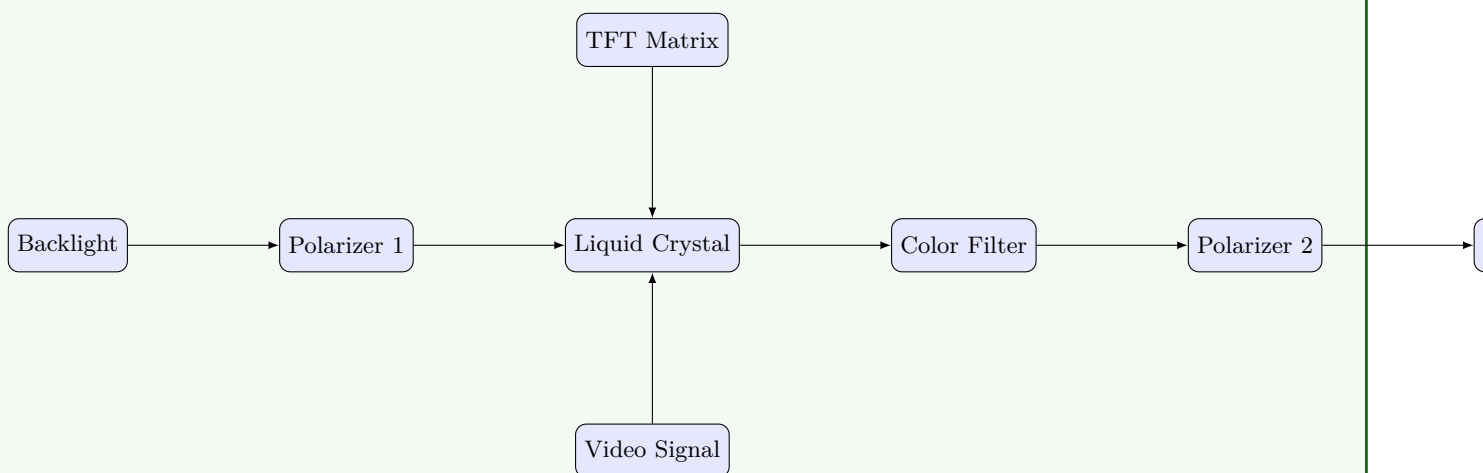 TFT Matrix
Backlight
Polarizer 1
Liquid Crystal
Color Filter
Polarizer 2
Video Signal